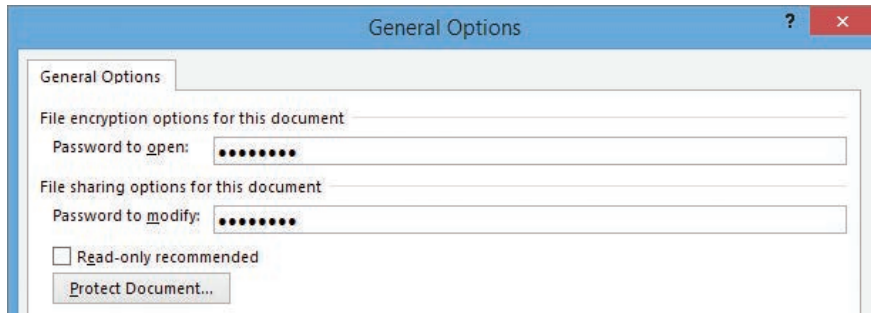 General Options
?
General Options
File encryption options for this document
Password to open: ••••••••
File sharing options for this document
Password to modify: ••••••••
Read-only recommended
Protect Document...